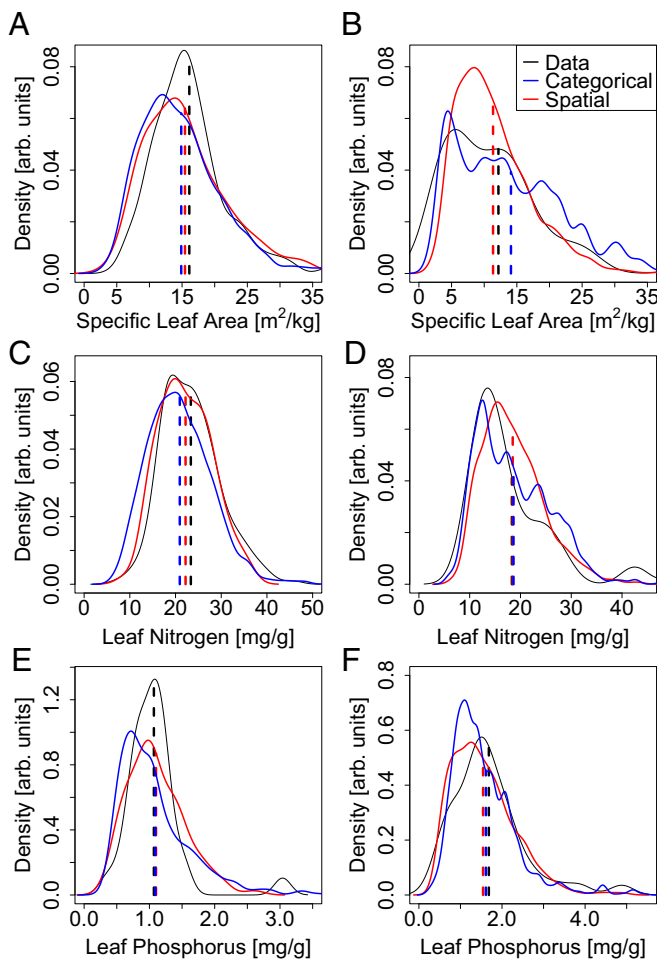 A
Density [arb. units]
0.00 0.04 0.08
0 5 15 25 35
Specific Leaf Area [m²/kg]
B
Data
Categorical
Spatial
Density [arb. units]
0.00 0.04 0.08
0 5 15 25 35
Specific Leaf Area [m²/kg]
C
Density [arb. units]
0.00 0.02 0.04 0.06
0 10 20 30 40 50
Leaf Nitrogen [mg/g]
D
Density [arb. units]
0.00 0.04 0.08
0 10 20 30 40
Leaf Nitrogen [mg/g]
E
Density [arb. units]
0.0 0.4 0.8 1.2
0.0 1.0 2.0 3.0
Leaf Phosphorus [mg/g]
F
Density [arb. units]
0.0 0.2 0.4 0.6 0.8
0.0 2.0 4.0
Leaf Phosphorus [mg/g]